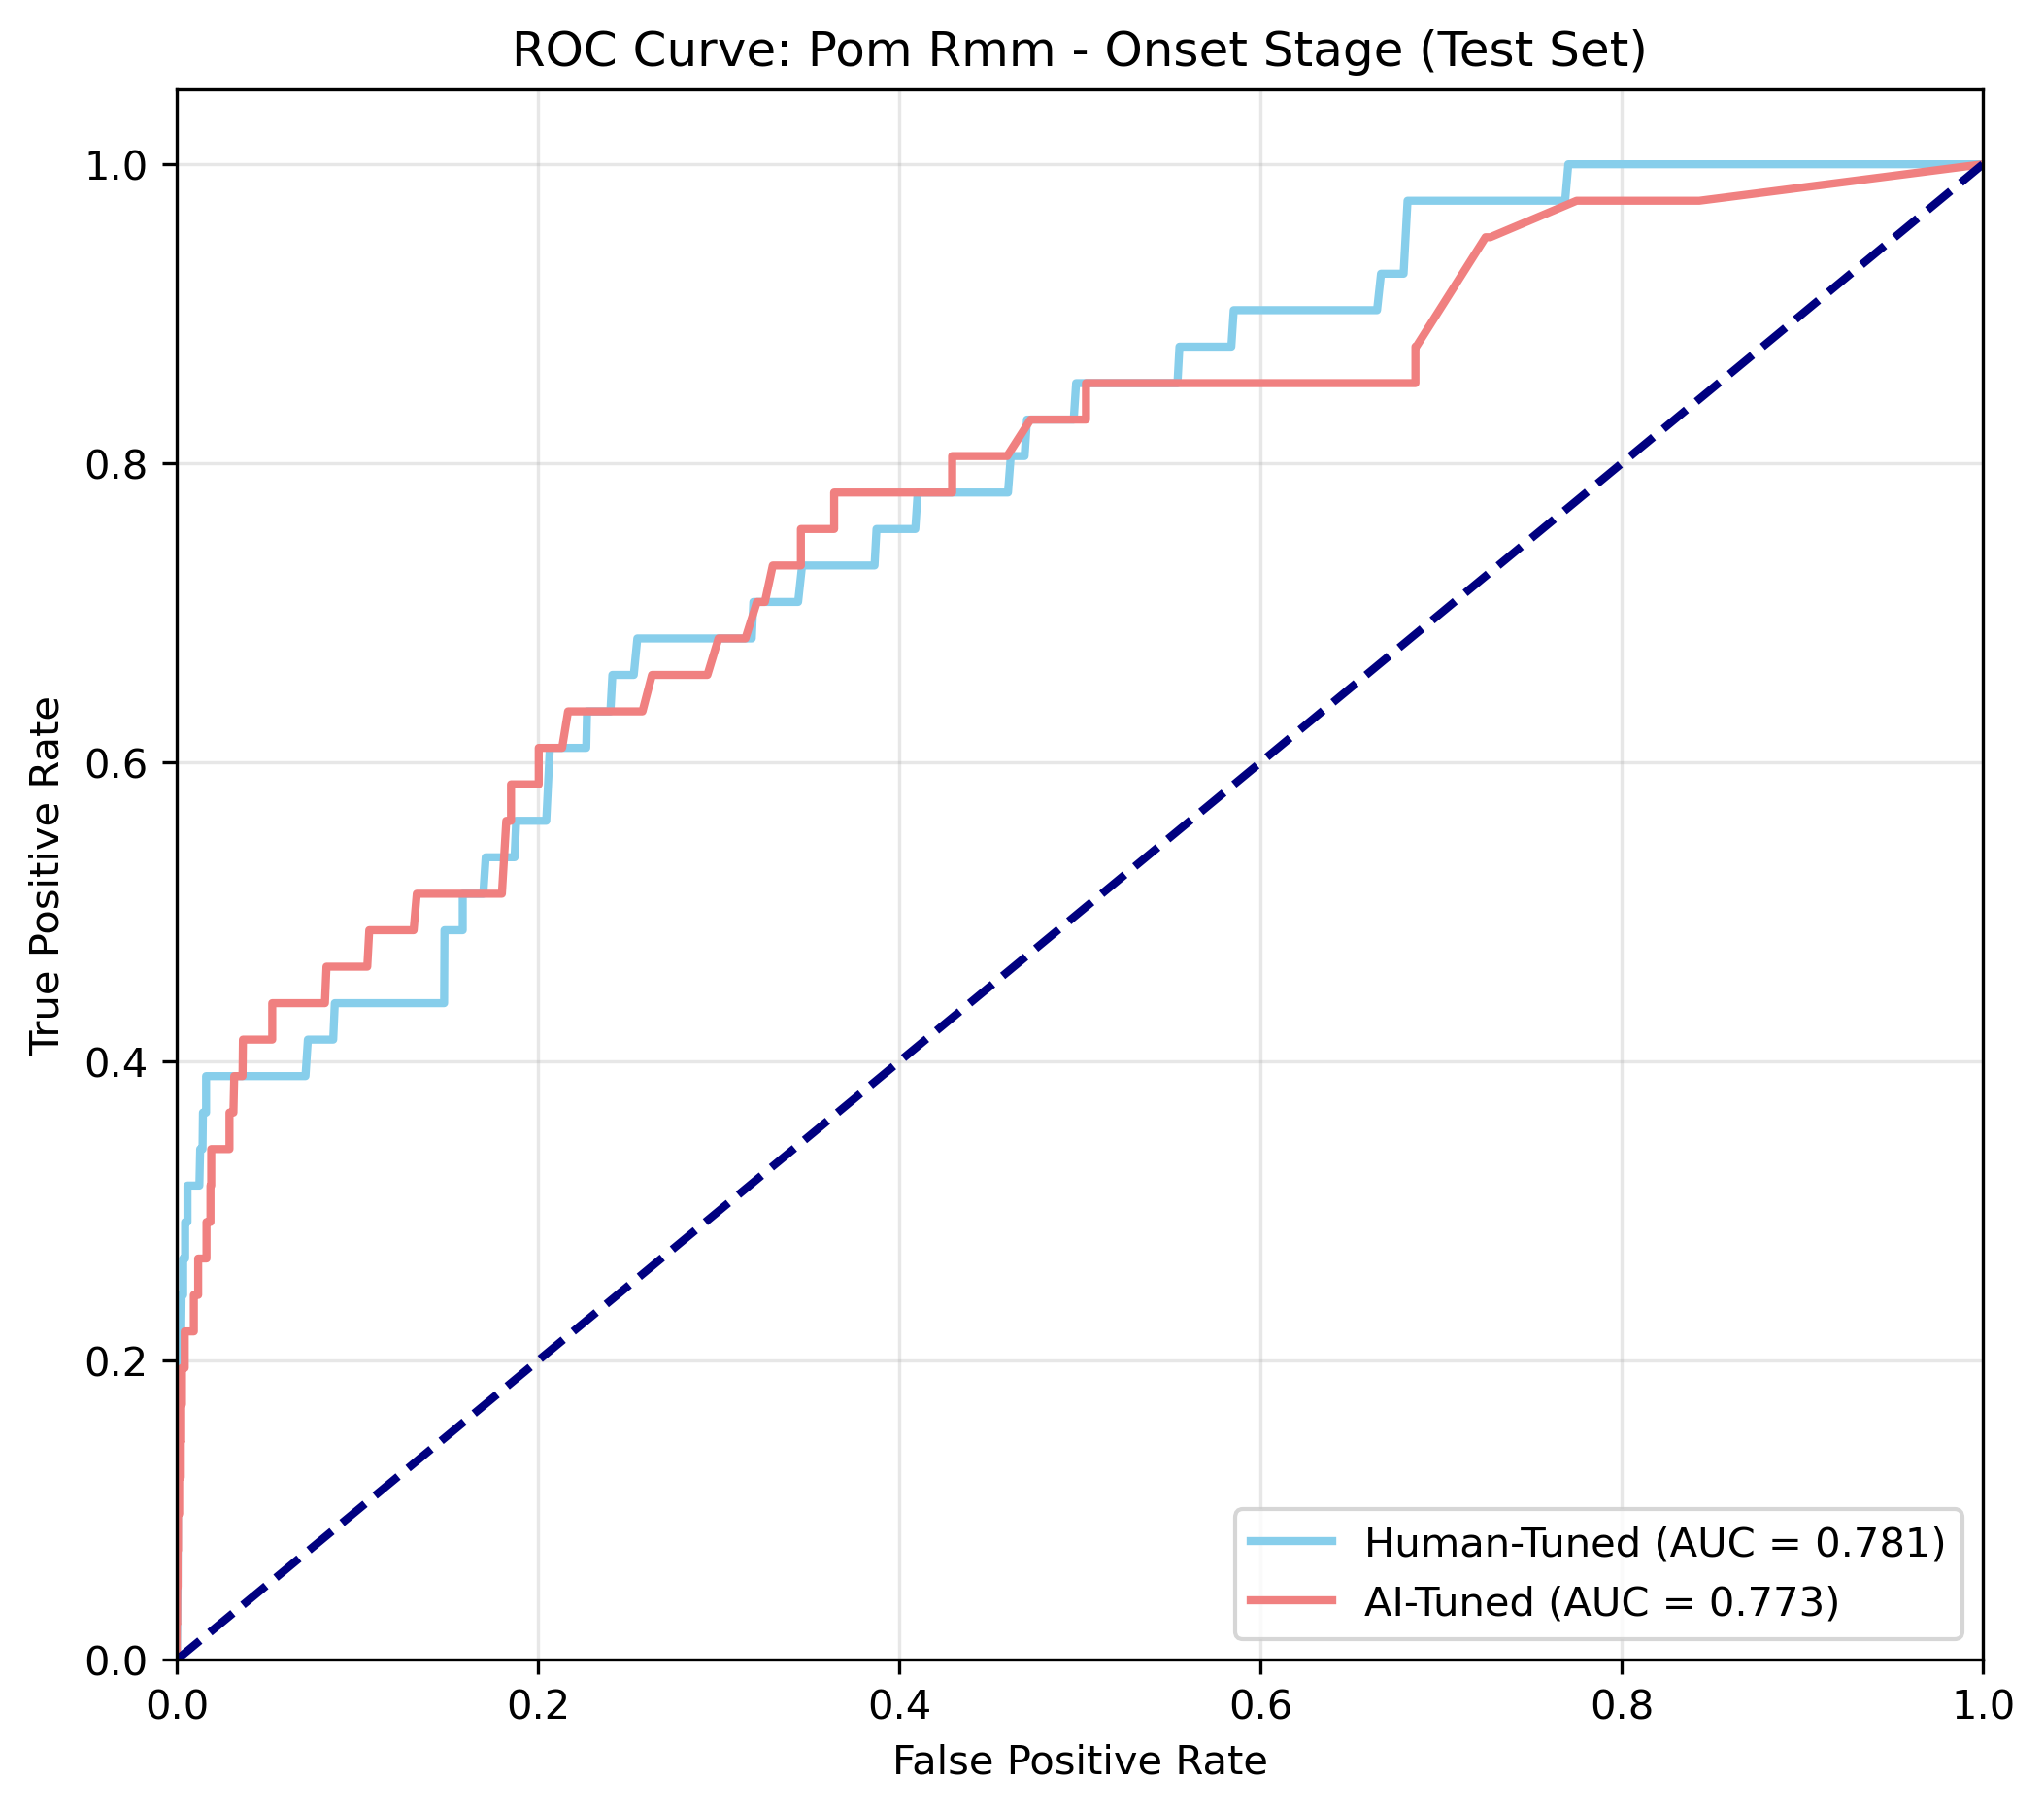 ROC Curve: Pom Rmm - Onset Stage (Test Set)
True Positive Rate
1.0
0.8
0.6
0.4
0.2
0.0
0.0 0.2 0.4 0.6 0.8 1.0
False Positive Rate
Human-Tuned (AUC = 0.781)
AI-Tuned (AUC = 0.773)